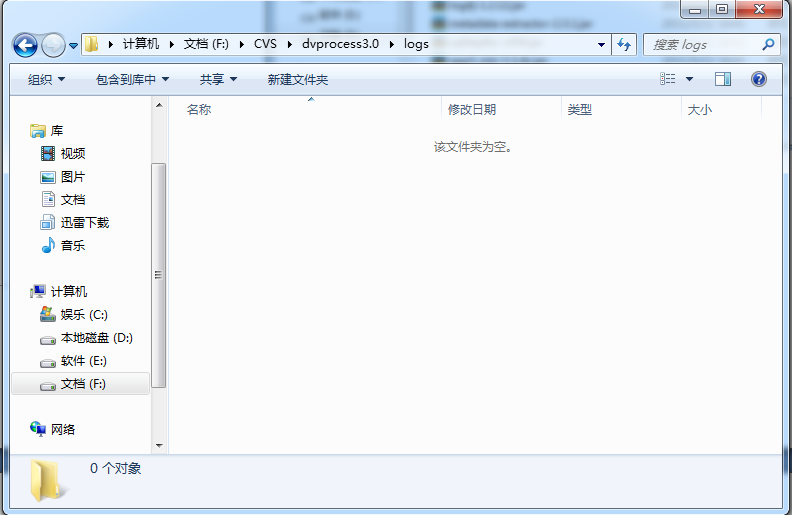 计算机 文档 (F:) CVS dvprocess3.0 logs
搜索 logs
组织 包含到库中 共享 新建文件夹
名称 修改日期 类型 大小
该文件夹为空。
库
视频
图片
文档
迅雷下载
音乐
计算机
娱乐 (C:)
本地磁盘 (D:)
软件 (E:)
文档 (F:)
网络
0 个对象